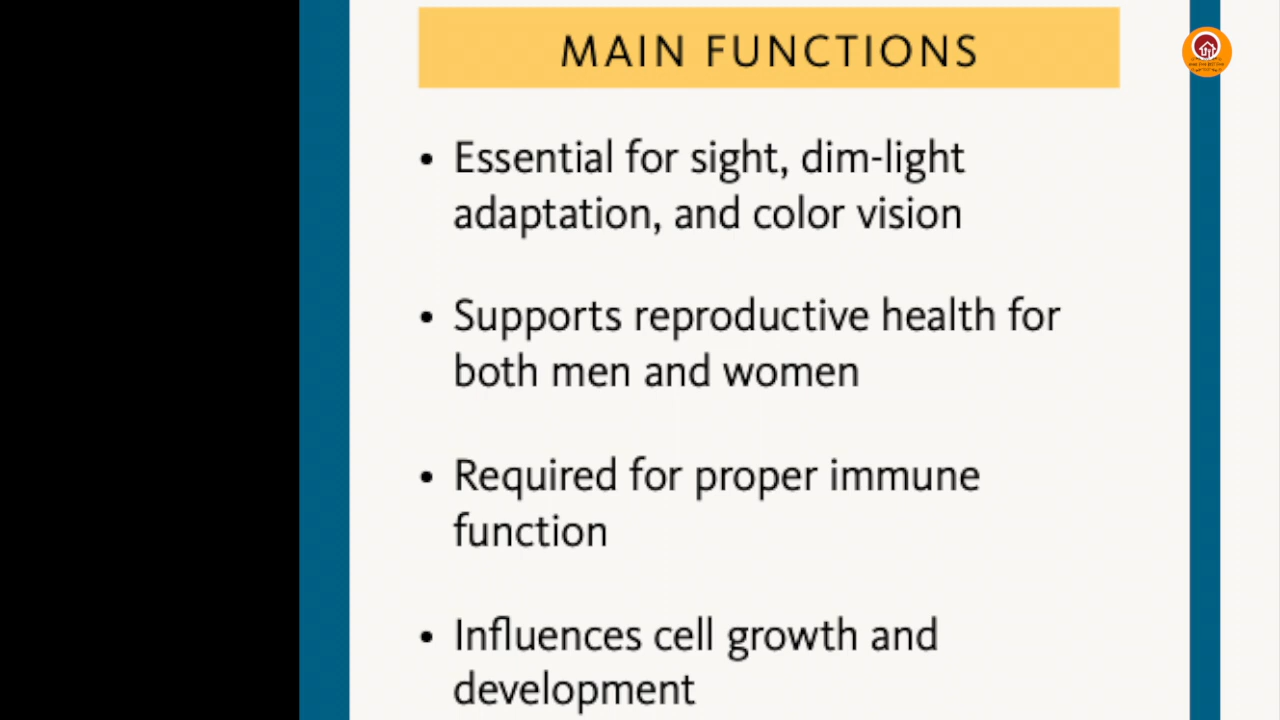 MAIN FUNCTIONS
• Essential for sight, dim-light
adaptation, and color vision
• Supports reproductive health for
both men and women
• Required for proper immune
function
• Influences cell growth and
development